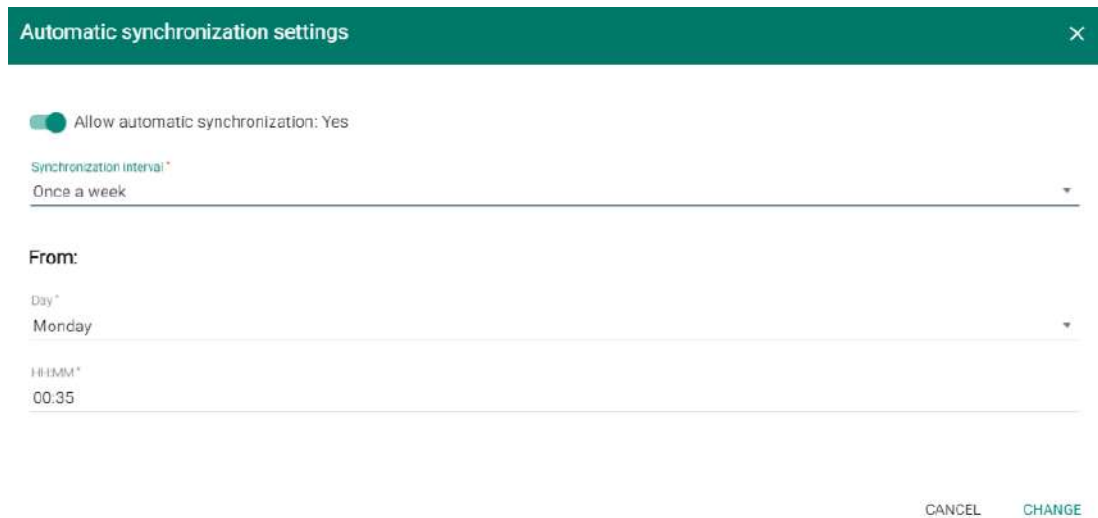 Automatic synchronization settings
Allow automatic synchronization: Yes
Synchronization interval *
Once a week
From:
Day *
Monday
HH:MM *
00:35
CANCEL CHANGE